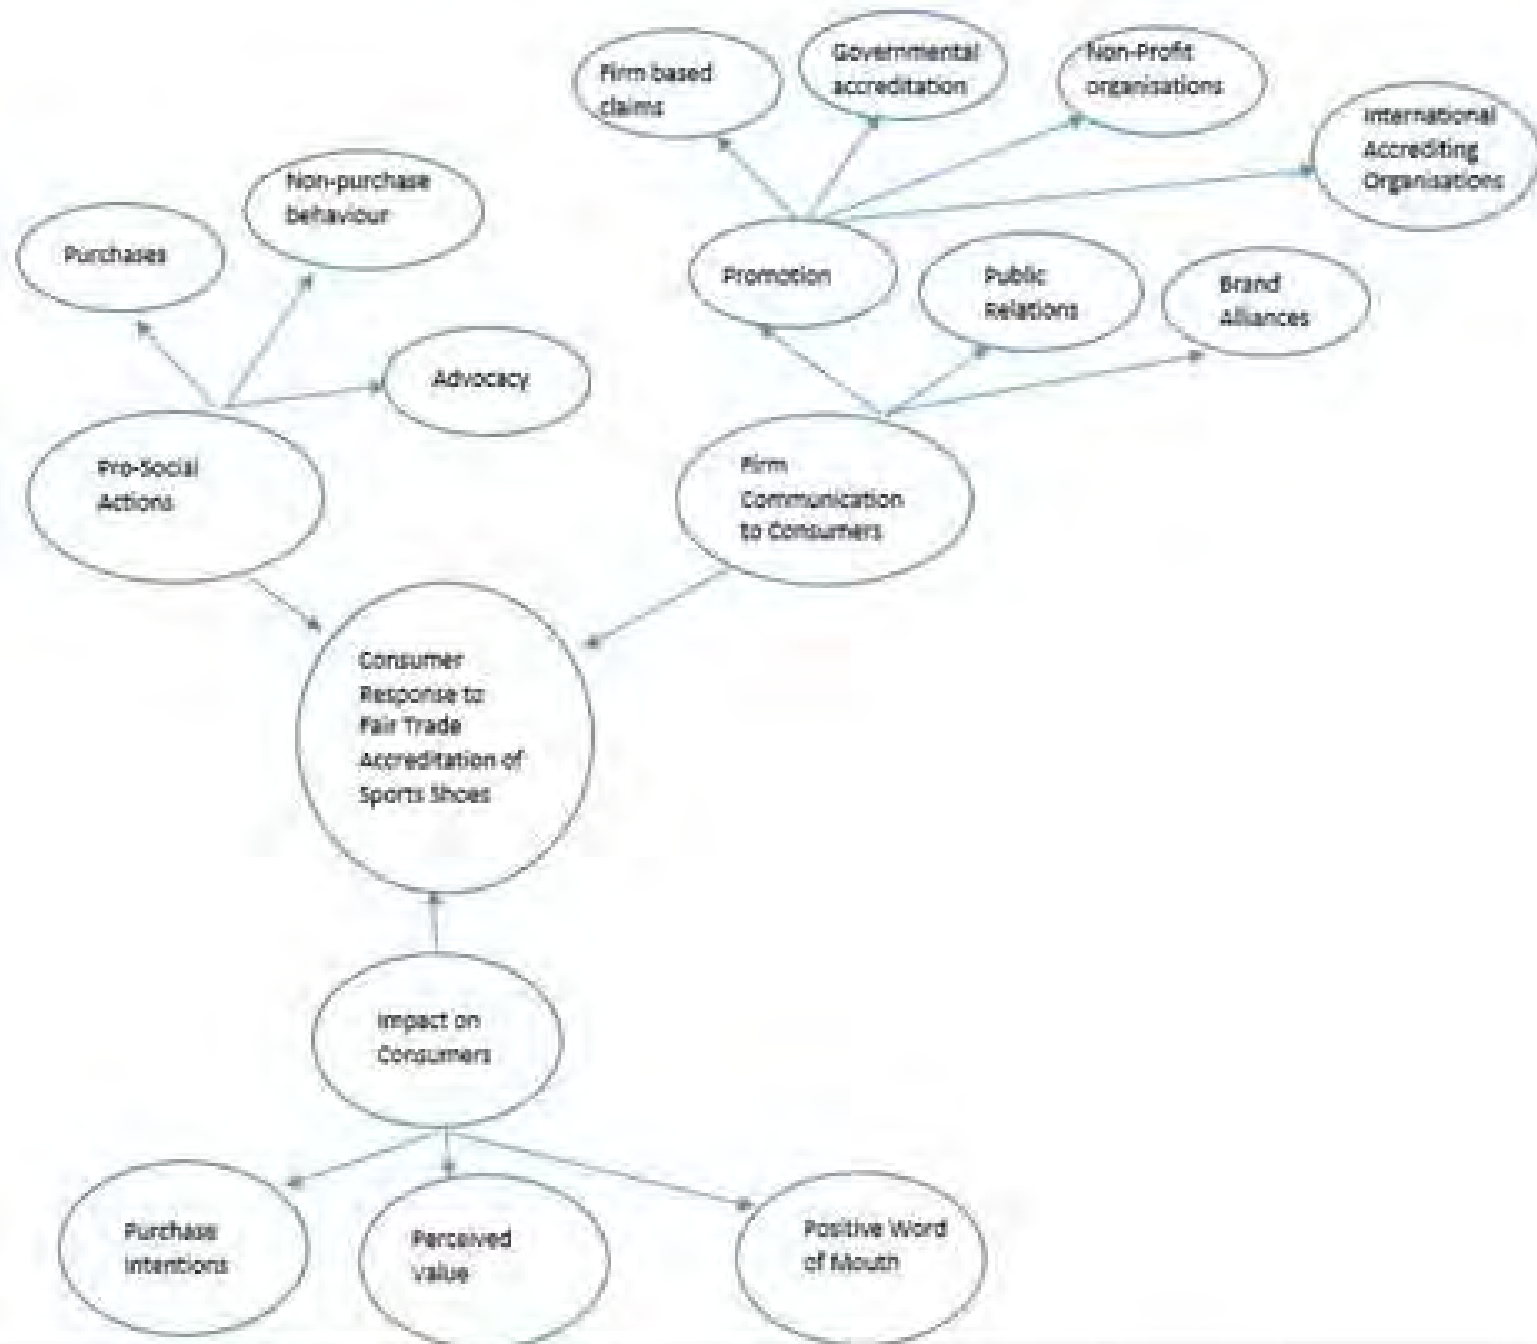 Firm based
claims
Governmental
accreditation
Non-Profit
organisations
International
Accrediting
Organisations
Non-purchase
behaviour
Purchases
Promotion
Public
Relations
Brand
Alliances
Advocacy
Pro-Social
Actions
Firm
Communication
to Consumers
Consumer
Response to
Fair Trade
Accreditation of
Sports Shoes
Impact on
Consumers
Purchase
Intentions
Perceived
value
Positive Word
of Mouth